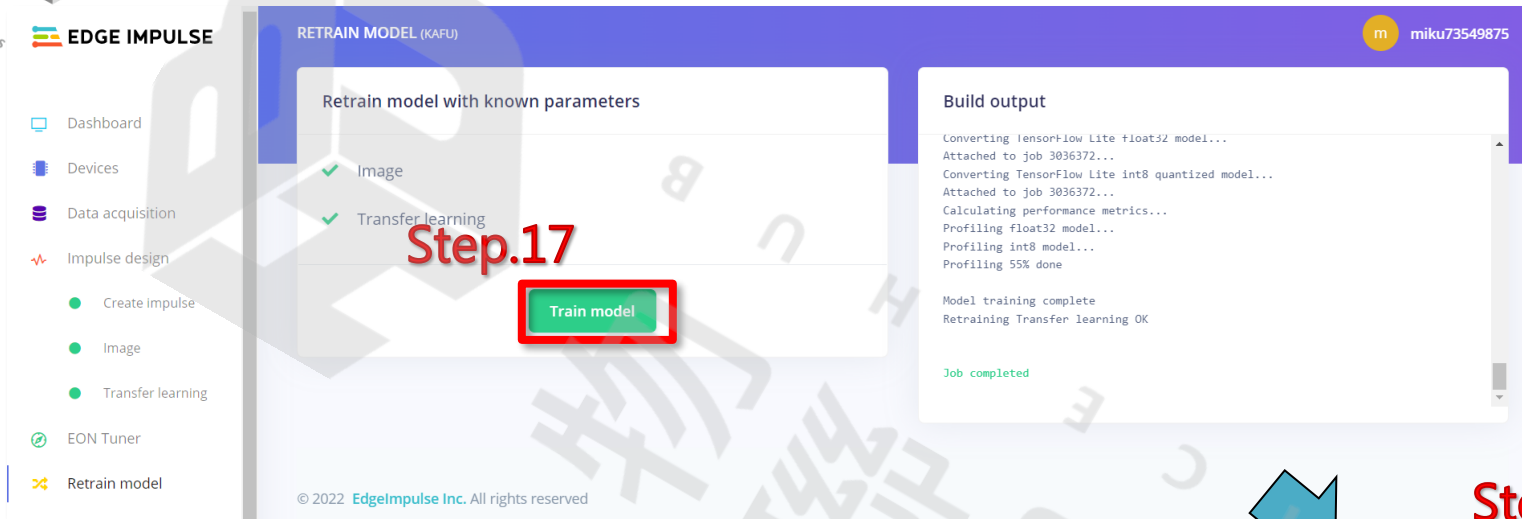 EDGE IMPULSE
RETRAIN MODEL (KAFU)
m miku73549875
Dashboard
Devices
Data acquisition
Impulse design
Create impulse
Image
Transfer learning
EON Tuner
Retrain model
Retrain model with known parameters
Image
Transfer learning
Step.17
Train model
Build output
Converting TensorFlow Lite float32 model...
Attached to job 3036372...
Converting TensorFlow Lite int8 quantized model...
Attached to job 3036372...
Calculating performance metrics...
Profiling float32 model...
Profiling int8 model...
Profiling 55% done
Model training complete
Retraining Transfer learning OK
Job completed
© 2022 EdgeImpulse Inc. All rights reserved